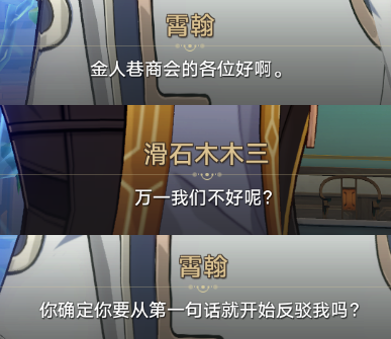 霄翰
金人巷商会的各位好啊。
滑石木木三
万一我们不好呢？
霄翰
你确定你要从第一句话就开始反驳我吗？